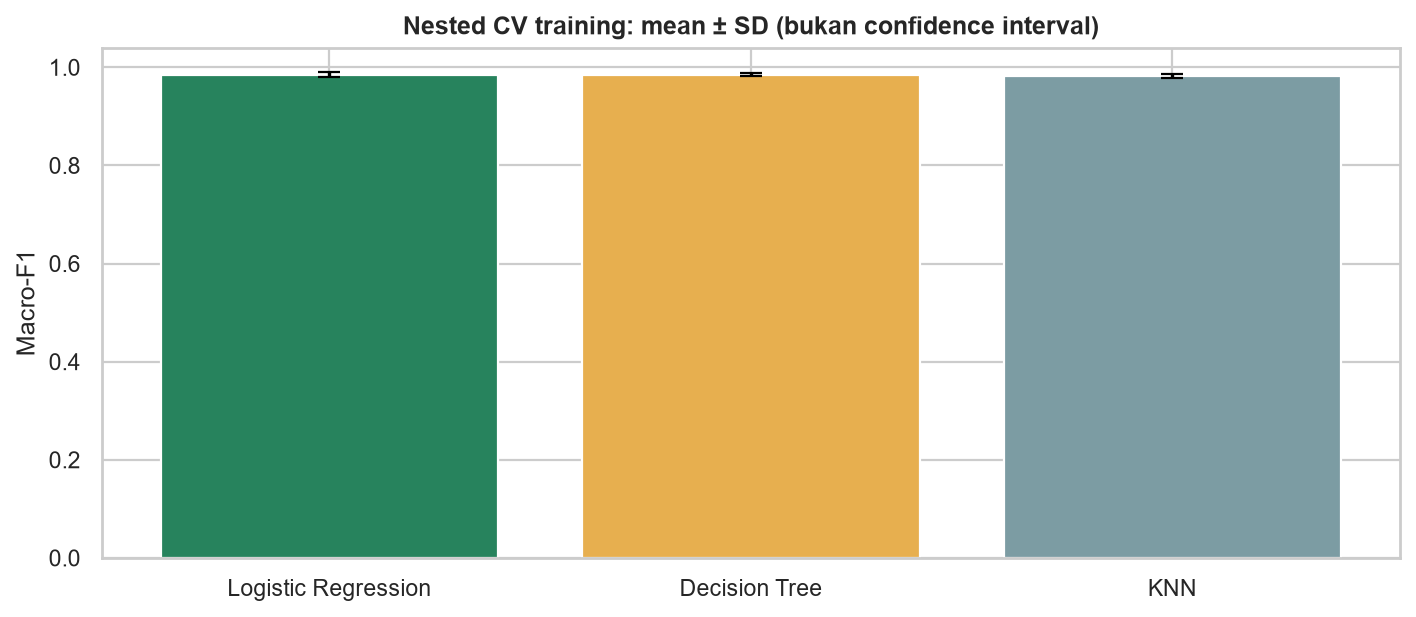 Nested CV training: mean ± SD (bukan confidence interval)
Macro-F1
1.0
0.8
0.6
0.4
0.2
0.0
Logistic Regression
Decision Tree
KNN